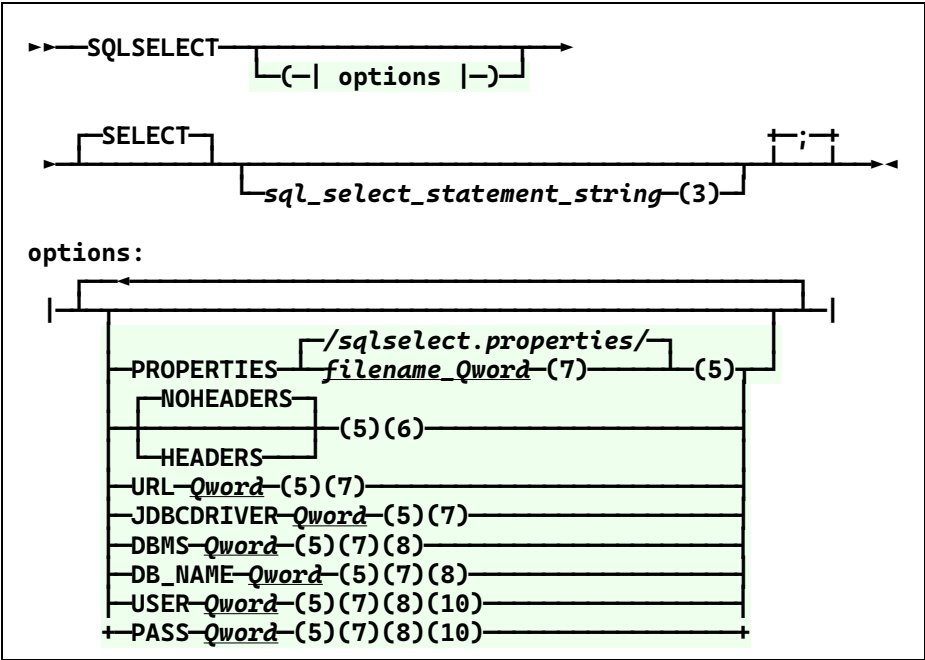 SQLSELECT
(─| options |─)
SELECT
;
sql_select_statement_string (3)
options:
/sqlselect.properties/
PROPERTIES filename_Qword (7) (5)
NOHEADERS
(5)(6)
HEADERS
URL Qword (5)(7)
JDBCDRIVER Qword (5)(7)
DBMS Qword (5)(7)(8)
DB_NAME Qword (5)(7)(8)
USER Qword (5)(7)(8)(10)
PASS Qword (5)(7)(8)(10)